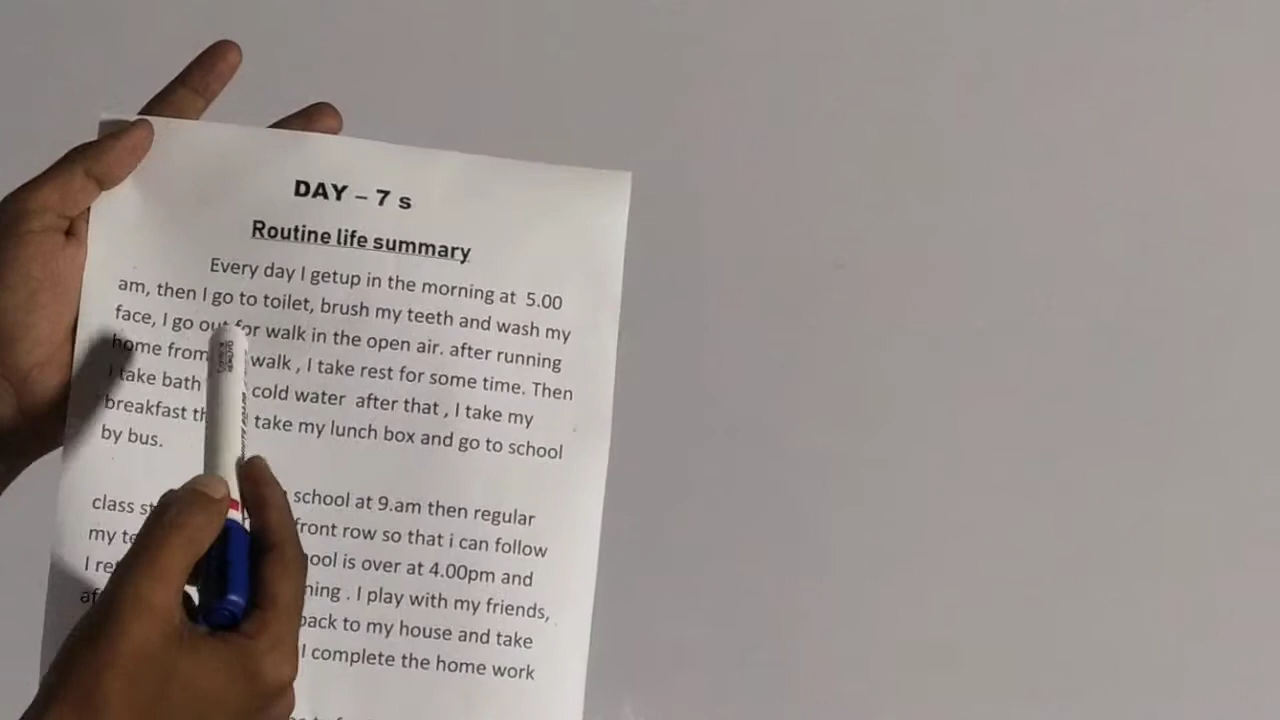 DAY – 7 s
Routine life summary
Every day I getup in the morning at 5.00
am, then I go to toilet, brush my teeth and wash my
face, I go out for walk in the open air. after running
home from walk , I take rest for some time. Then
I take bath cold water after that , I take my
breakfast take my lunch box and go to school
by bus.
class school at 9.am then regular
my front row so that i can follow
I is over at 4.00pm and
. I play with my friends,
back to my house and take
I complete the home work